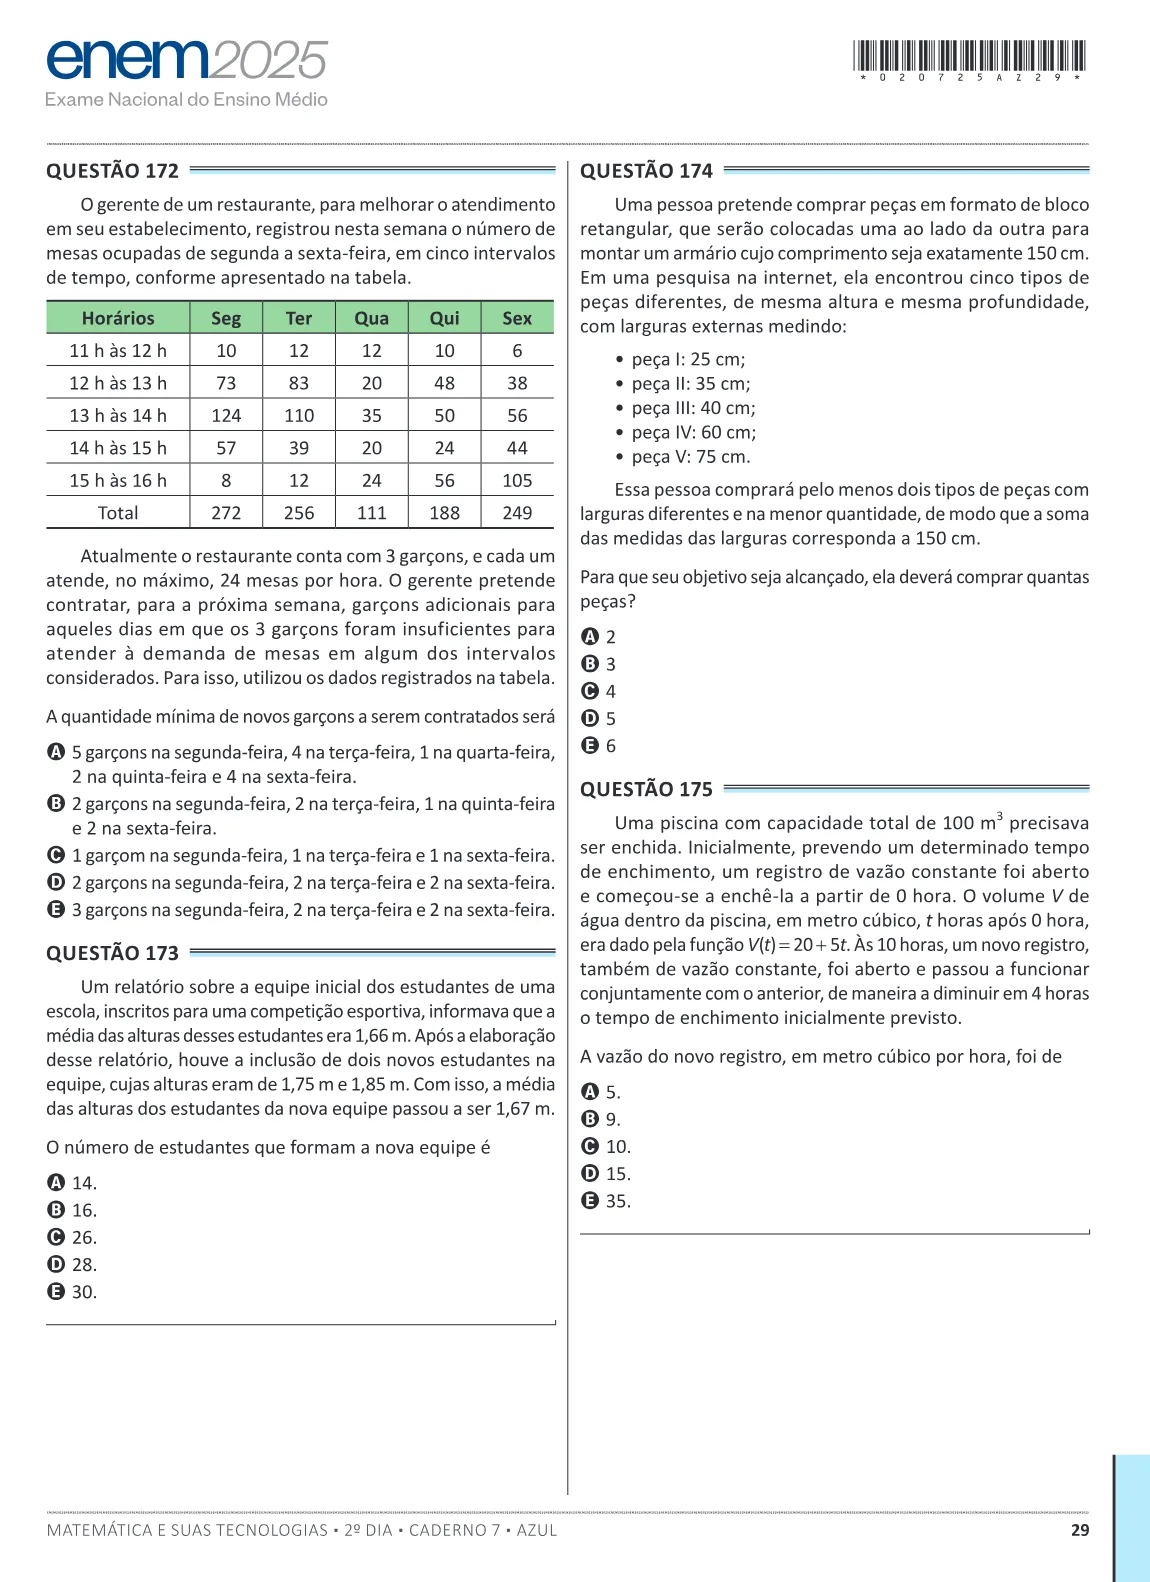 enem2025
Exame Nacional do Ensino Médio
*020725AZ29*
QUESTÃO 172
O gerente de um restaurante, para melhorar o atendimento
em seu estabelecimento, registrou nesta semana o número de
mesas ocupadas de segunda a sexta-feira, em cinco intervalos
de tempo, conforme apresentado na tabela.
Horários Seg Ter Qua Qui Sex
11 h às 12 h 10 12 12 10 6
12 h às 13 h 73 83 20 48 38
13 h às 14 h 124 110 35 50 56
14 h às 15 h 57 39 20 24 44
15 h às 16 h 8 12 24 56 105
Total 272 256 111 188 249
Atualmente o restaurante conta com 3 garçons, e cada um
atende, no máximo, 24 mesas por hora. O gerente pretende
contratar, para a próxima semana, garçons adicionais para
aqueles dias em que os 3 garçons foram insuficientes para
atender à demanda de mesas em algum dos intervalos
considerados. Para isso, utilizou os dados registrados na tabela.
A quantidade mínima de novos garçons a serem contratados será
A 5 garçons na segunda-feira, 4 na terça-feira, 1 na quarta-feira,
2 na quinta-feira e 4 na sexta-feira.
B 2 garçons na segunda-feira, 2 na terça-feira, 1 na quinta-feira
e 2 na sexta-feira.
C 1 garçom na segunda-feira, 1 na terça-feira e 1 na sexta-feira.
D 2 garçons na segunda-feira, 2 na terça-feira e 2 na sexta-feira.
E 3 garçons na segunda-feira, 2 na terça-feira e 2 na sexta-feira.
QUESTÃO 173
Um relatório sobre a equipe inicial dos estudantes de uma
escola, inscritos para uma competição esportiva, informava que a
média das alturas desses estudantes era 1,66 m. Após a elaboração
desse relatório, houve a inclusão de dois novos estudantes na
equipe, cujas alturas eram de 1,75 m e 1,85 m. Com isso, a média
das alturas dos estudantes da nova equipe passou a ser 1,67 m.
O número de estudantes que formam a nova equipe é
A 14.
B 16.
C 26.
D 28.
E 30.
QUESTÃO 174
Uma pessoa pretende comprar peças em formato de bloco
retangular, que serão colocadas uma ao lado da outra para
montar um armário cujo comprimento seja exatamente 150 cm.
Em uma pesquisa na internet, ela encontrou cinco tipos de
peças diferentes, de mesma altura e mesma profundidade,
com larguras externas medindo:
• peça I: 25 cm;
• peça II: 35 cm;
• peça III: 40 cm;
• peça IV: 60 cm;
• peça V: 75 cm.
Essa pessoa comprará pelo menos dois tipos de peças com
larguras diferentes e na menor quantidade, de modo que a soma
das medidas das larguras corresponda a 150 cm.
Para que seu objetivo seja alcançado, ela deverá comprar quantas
peças?
A 2
B 3
C 4
D 5
E 6
QUESTÃO 175
Uma piscina com capacidade total de 100 m³ precisava
ser enchida. Inicialmente, prevendo um determinado tempo
de enchimento, um registro de vazão constante foi aberto
e começou-se a enchê-la a partir de 0 hora. O volume V de
água dentro da piscina, em metro cúbico, t horas após 0 hora,
era dado pela função V(t) = 20 + 5t. Às 10 horas, um novo registro,
também de vazão constante, foi aberto e passou a funcionar
conjuntamente com o anterior, de maneira a diminuir em 4 horas
o tempo de enchimento inicialmente previsto.
A vazão do novo registro, em metro cúbico por hora, foi de
A 5.
B 9.
C 10.
D 15.
E 35.
MATEMÁTICA E SUAS TECNOLOGIAS • 2º DIA • CADERNO 7 • AZUL
29